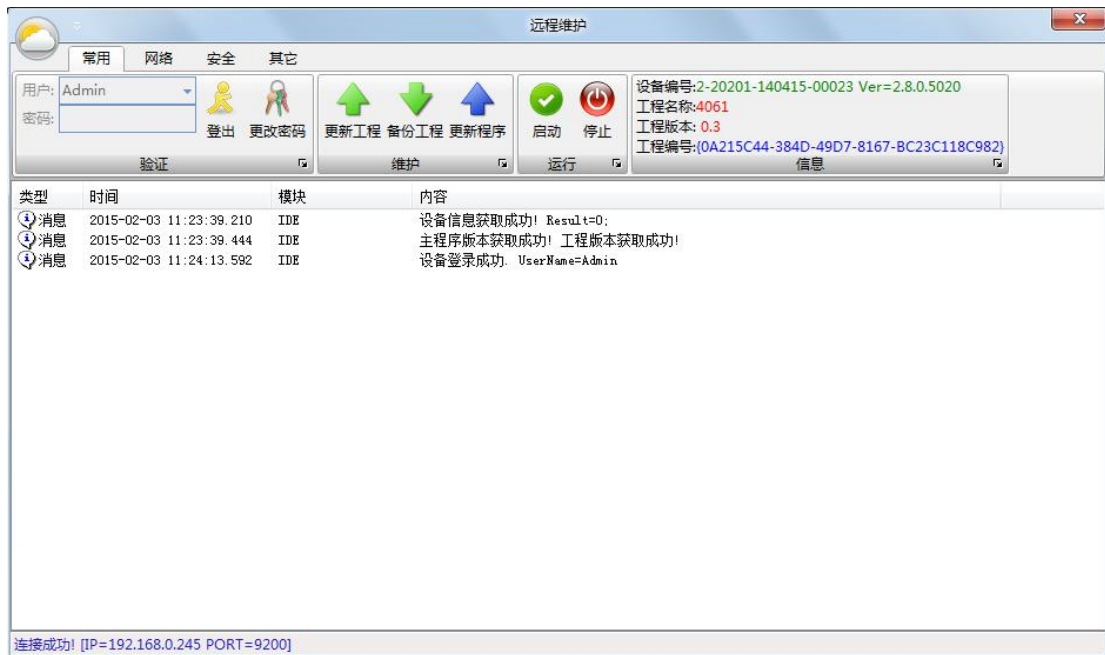 远程维护
常用 网络 安全 其它
用户: Admin
密码:
登出 更改密码
验证
更新工程 备份工程 更新程序
维护
启动 停止
运行
设备编号:2-20201-140415-00023 Ver=2.8.0.5020
工程名称:4061
工程版本: 0.3
工程编号:{0A215C44-384D-49D7-8167-BC23C118C982}
信息
类型 时间 模块 内容
消息 2015-02-03 11:23:39.210 IDE 设备信息获取成功! Result=0;
消息 2015-02-03 11:23:39.444 IDE 主程序版本获取成功! 工程版本获取成功!
消息 2015-02-03 11:24:13.592 IDE 设备登录成功. UserName=Admin
连接成功! [IP=192.168.0.245 PORT=9200]